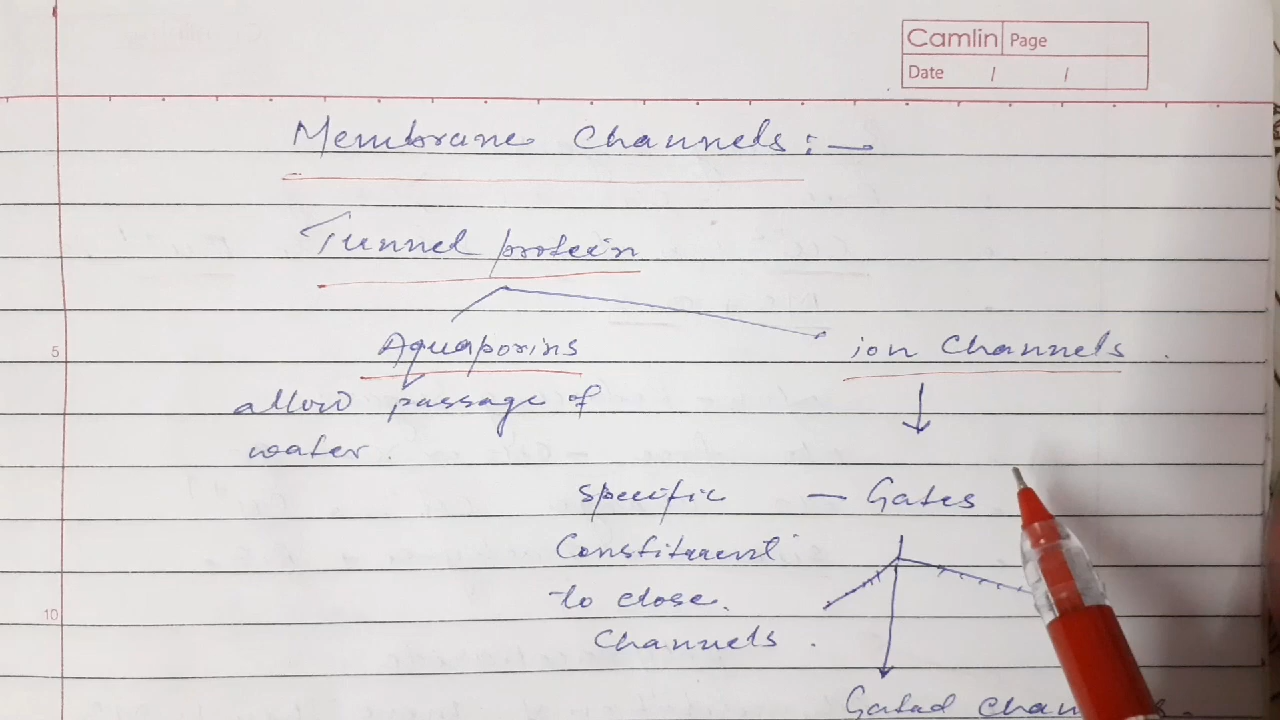 Camlin Page
Date / /
Membrane Channels :-
Tunnel protein
Aquaporins ion Channels .
allow passage of
water .
specific - Gates
Constituent
to close.
Channels .
5
10
Gated